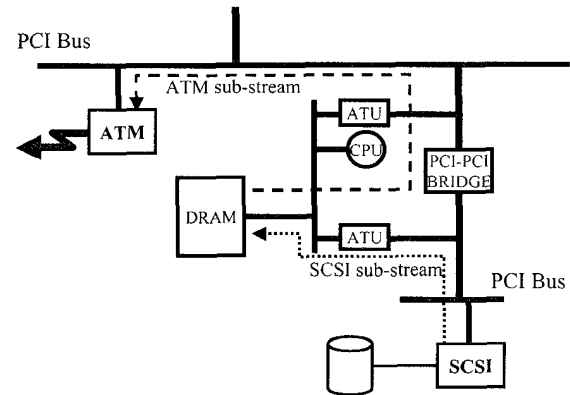 PCI Bus
ATM sub-stream
ATM
ATU
CPU
PCI-PCI
BRIDGE
DRAM
ATU
SCSI sub-stream
PCI Bus
SCSI